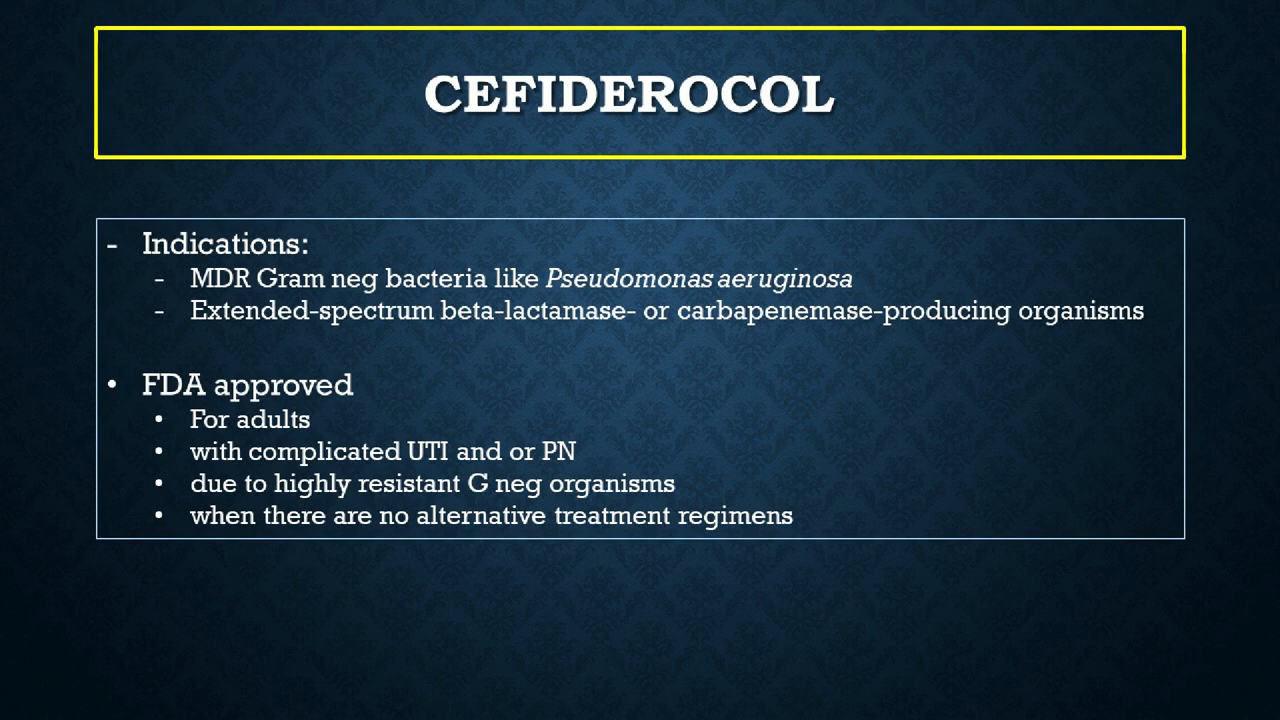 CEFIDEROCOL
- Indications:
- MDR Gram neg bacteria like Pseudomonas aeruginosa
- Extended-spectrum beta-lactamase- or carbapenemase-producing organisms
• FDA approved
• For adults
• with complicated UTI and or PN
• due to highly resistant G neg organisms
• when there are no alternative treatment regimens